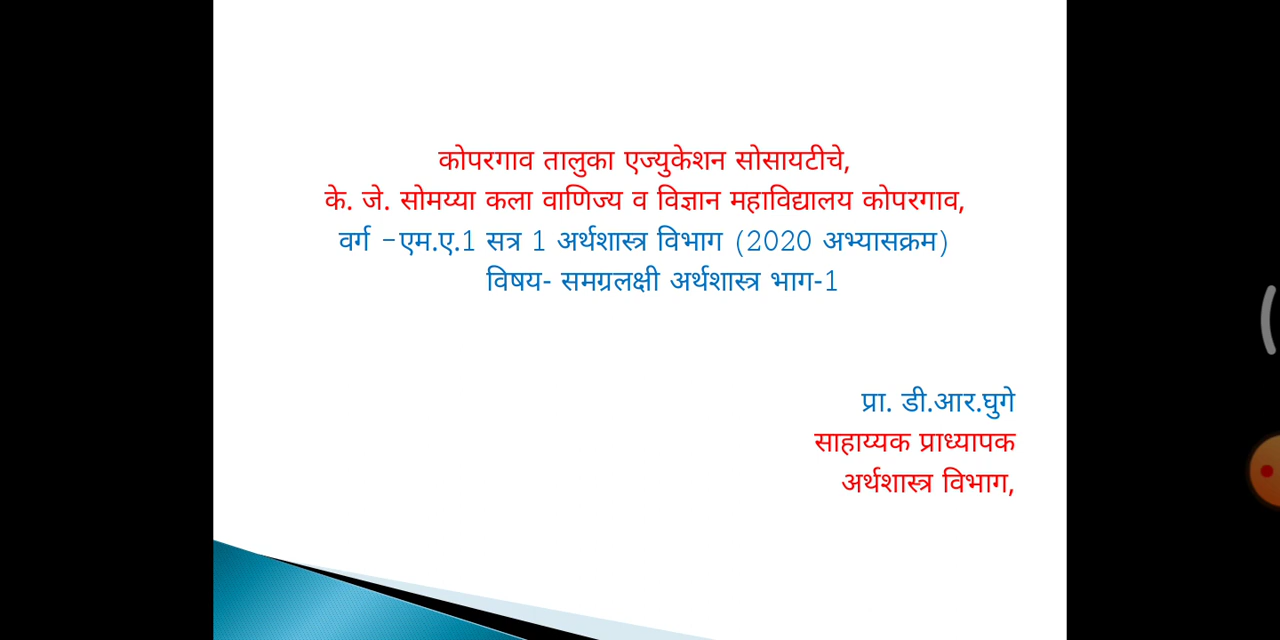 कोपरगाव तालुका एज्युकेशन सोसायटीचे,
के. जे. सोमय्या कला वाणिज्य व विज्ञान महाविद्यालय कोपरगाव,
वर्ग –एम.ए.1 सत्र 1 अर्थशास्त्र विभाग (2020 अभ्यासक्रम)
विषय- समग्रलक्षी अर्थशास्त्र भाग-1
प्रा. डी.आर.घुगे
साहाय्यक प्राध्यापक
अर्थशास्त्र विभाग,